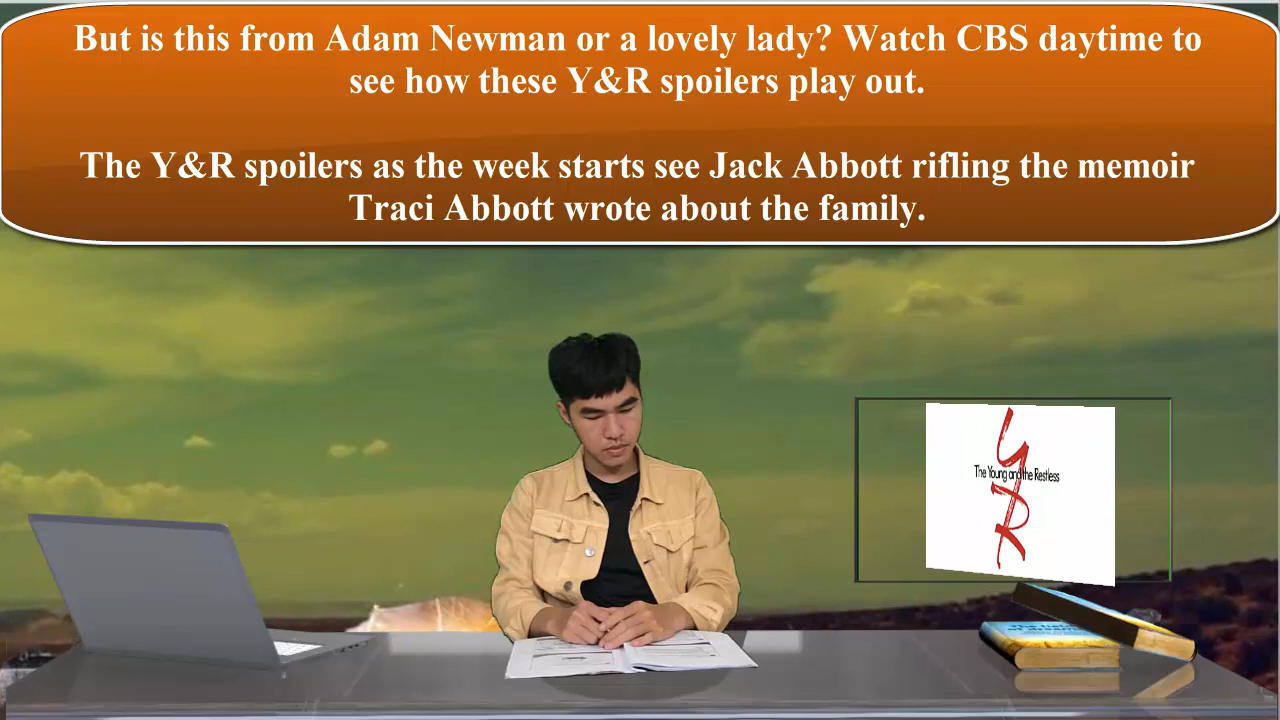 But is this from Adam Newman or a lovely lady? Watch CBS daytime to
see how these Y&R spoilers play out.
The Y&R spoilers as the week starts see Jack Abbott rifling the memoir
Traci Abbott wrote about the family.
Y
The Young and the Restless
R